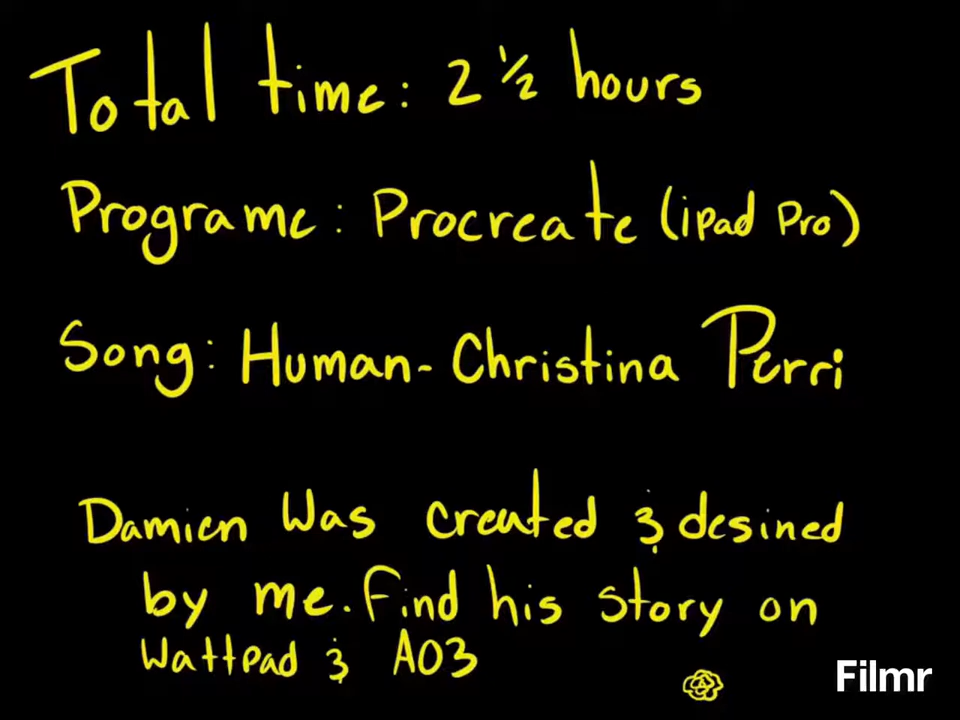 Total time: 2 ½ hours
Programe: Procreate (ipad Pro)
Song: Human- Christina Perri
Damien Was created & desined
by me. Find his story on
Wattpad & AO3
Filmr